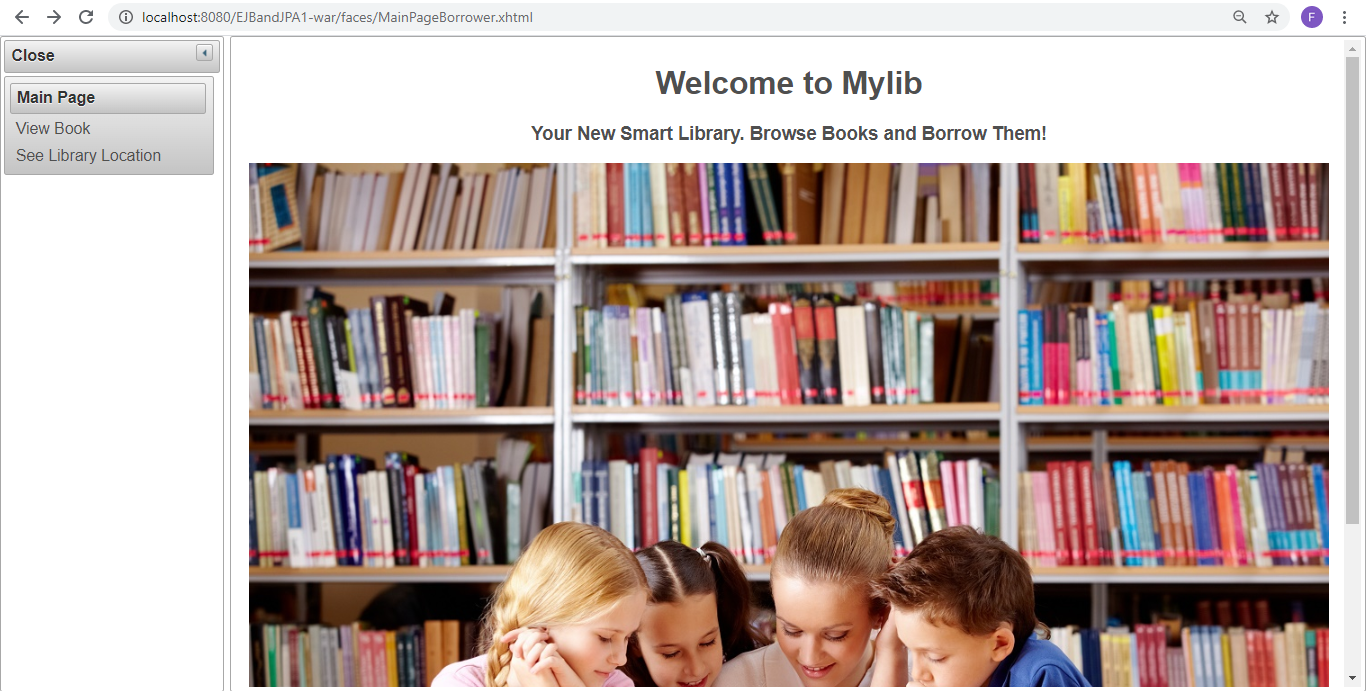 localhost:8080/EJBandJPA1-war/faces/MainPageBorrower.xhtml
F
Close
Main Page
View Book
See Library Location
Welcome to Mylib
Your New Smart Library. Browse Books and Borrow Them!